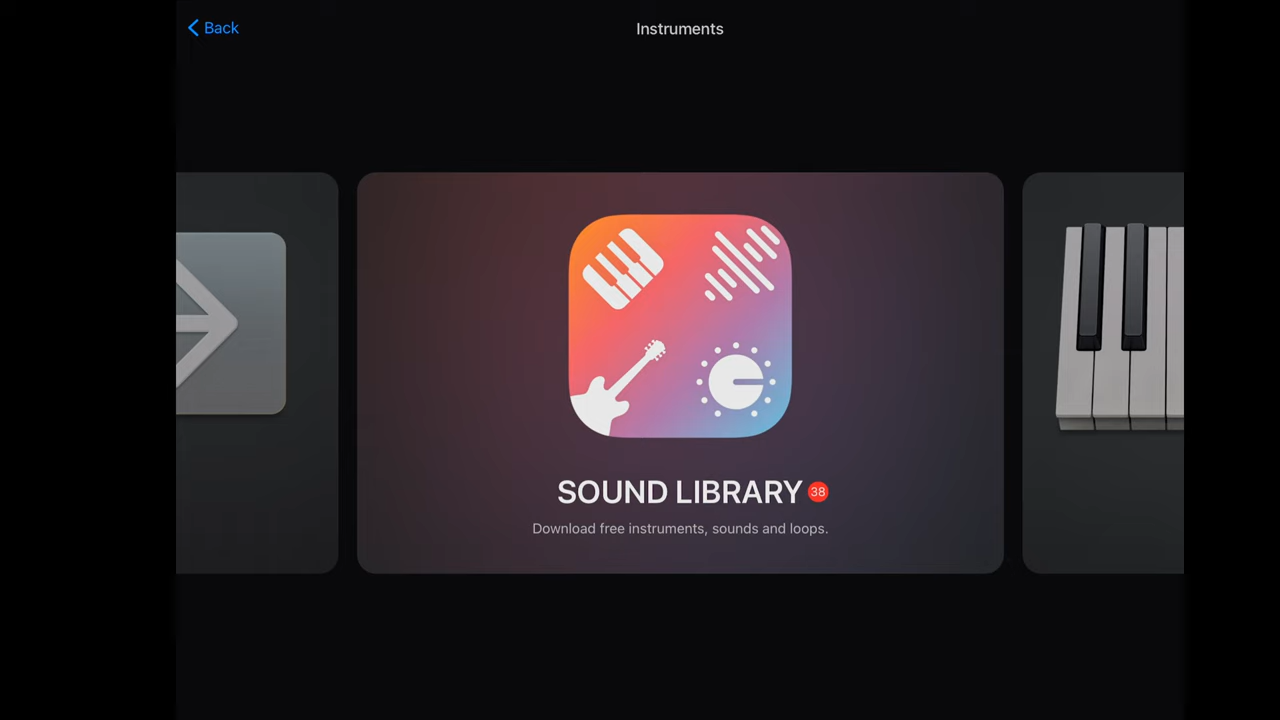 Back
Instruments
SOUND LIBRARY 38
Download free instruments, sounds and loops.